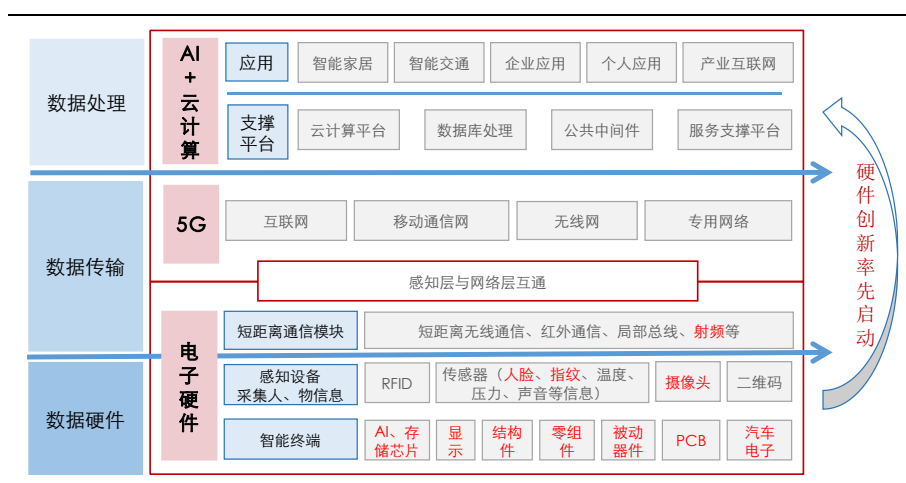 数据处理
AI
+
云
计
算
应用
智能家居
智能交通
企业应用
个人应用
产业互联网
支撑
平台
云计算平台
数据库处理
公共中间件
服务支撑平台
数据传输
5G
互联网
移动通信网
无线网
专用网络
感知层与网络层互通
电
子
硬
件
短距离通信模块
短距离无线通信、红外通信、局部总线、射频等
数据硬件
感知设备
采集人、物信息
RFID
传感器（人脸、指纹、温度、
压力、声音等信息）
摄像头
二维码
智能终端
AI、存
储芯片
显
示
结构
件
零组
件
被动
器件
PCB
汽车
电子
硬
件
创
新
率
先
启
动